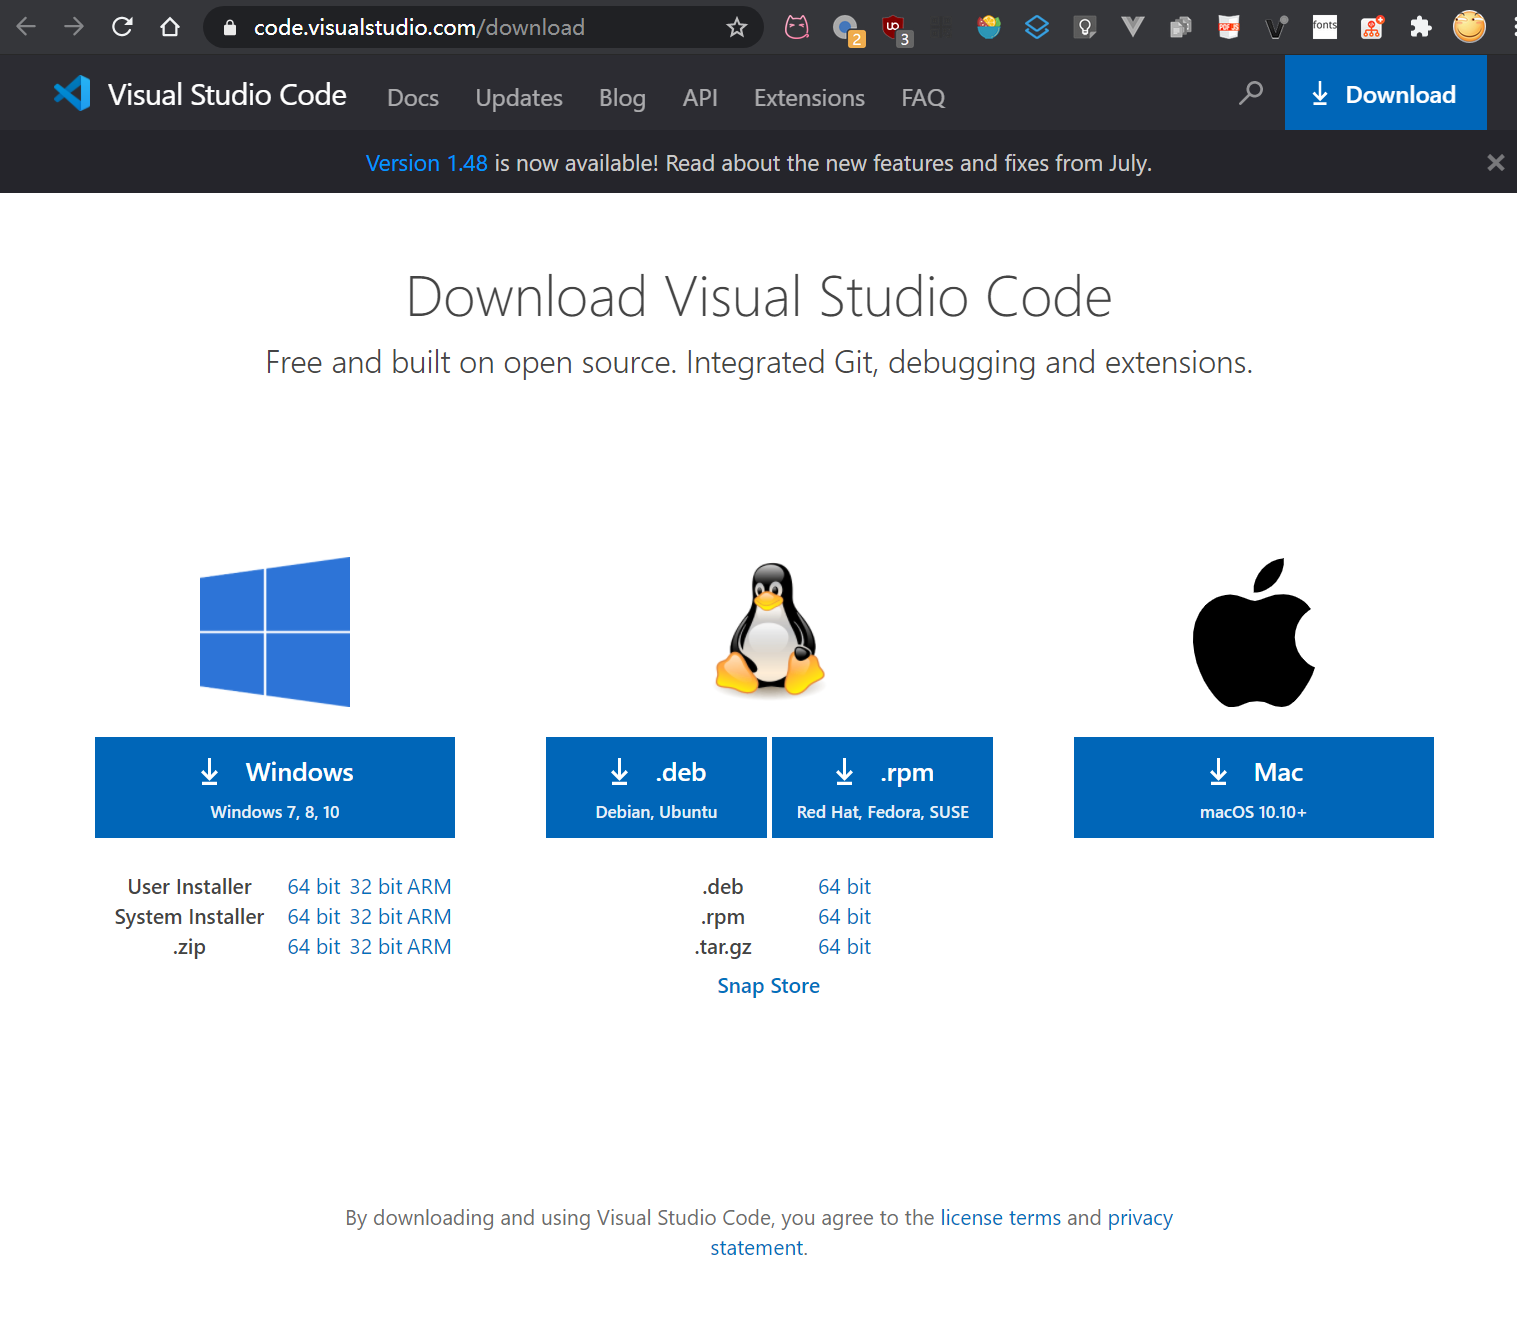 code.visualstudio.com/download
2
uo 3
PDF JS
fonts
Visual Studio Code Docs Updates Blog API Extensions FAQ Download
Version 1.48 is now available! Read about the new features and fixes from July.
Download Visual Studio Code
Free and built on open source. Integrated Git, debugging and extensions.
Windows
Windows 7, 8, 10
User Installer 64 bit 32 bit ARM
System Installer 64 bit 32 bit ARM
.zip 64 bit 32 bit ARM
.deb
Debian, Ubuntu
.rpm
Red Hat, Fedora, SUSE
.deb 64 bit
.rpm 64 bit
.tar.gz 64 bit
Snap Store
Mac
macOS 10.10+
By downloading and using Visual Studio Code, you agree to the license terms and privacy
statement.